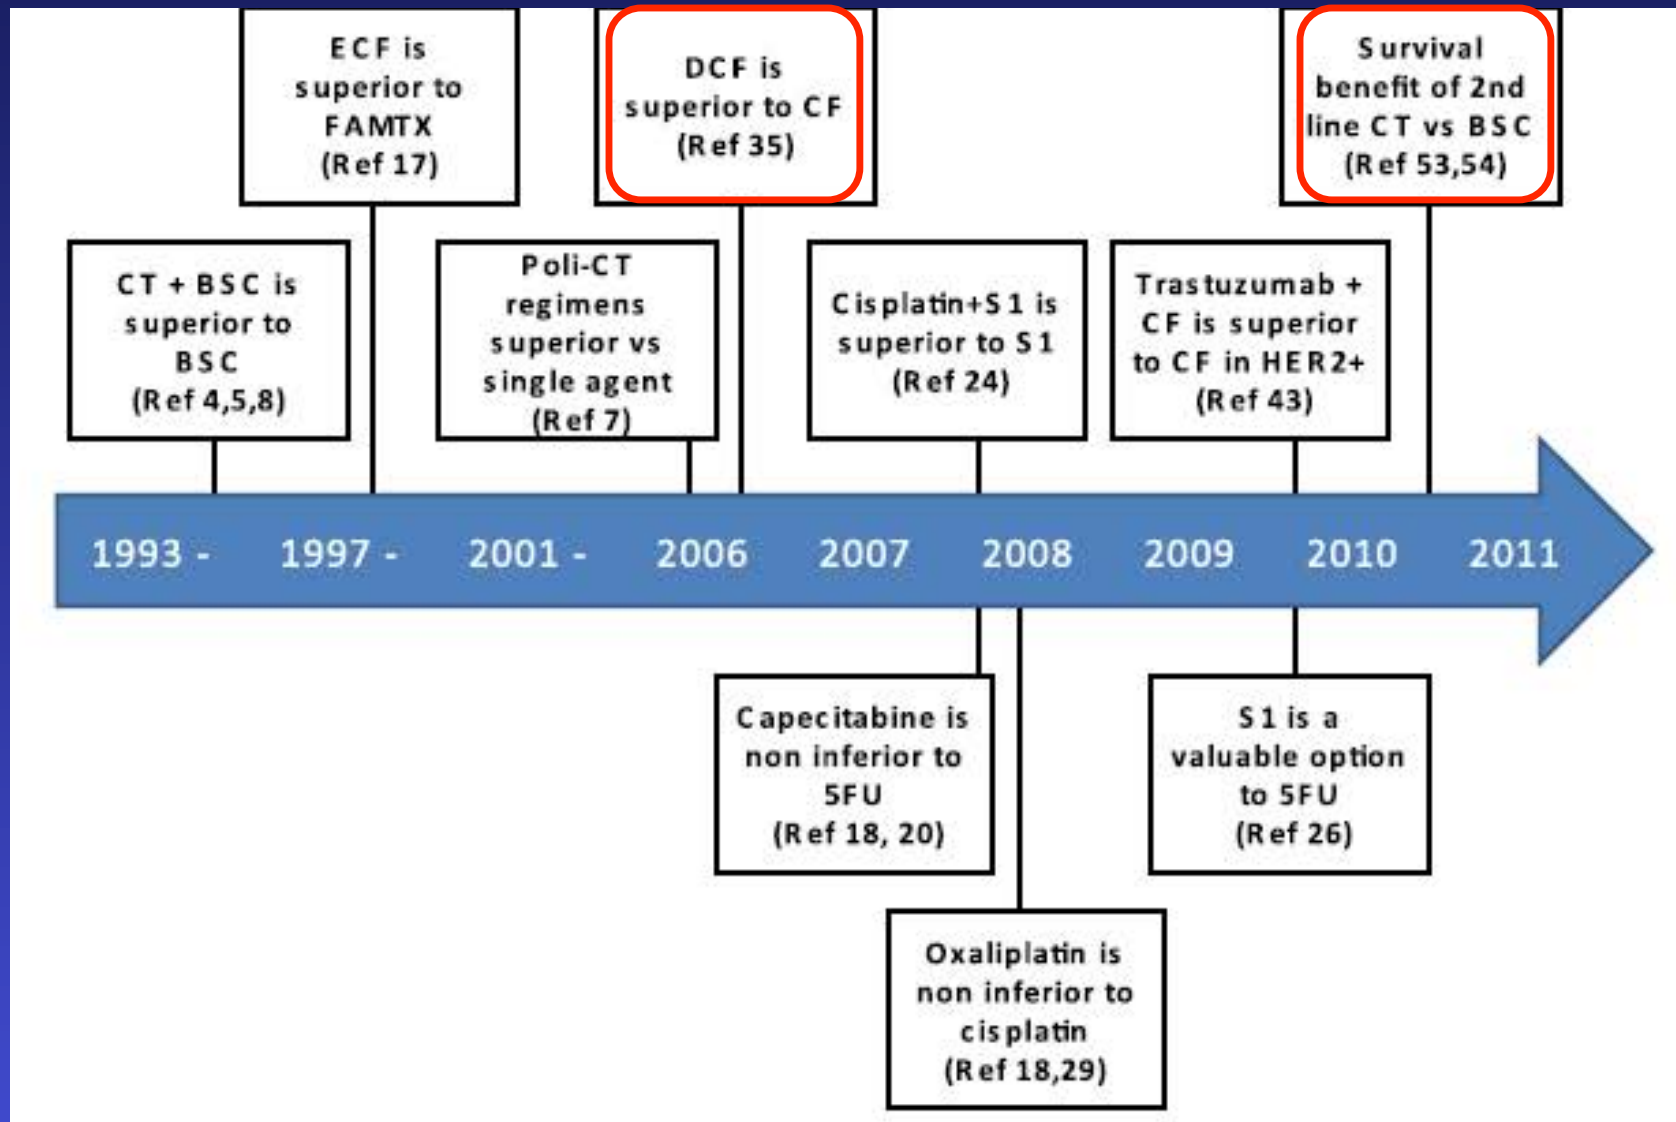 ECF is
superior to
FAMTX
(Ref 17)
DCF is
superior to CF
(Ref 35)
Survival
benefit of 2nd
line CT vs BSC
(Ref 53,54)
CT + BSC is
superior to
BSC
(Ref 4,5,8)
Poli-CT
regimens
superior vs
single agent
(Ref 7)
Cisplatin+S1 is
superior to S1
(Ref 24)
Trastuzumab +
CF is superior
to CF in HER2+
(Ref 43)
1993 - 1997 - 2001 - 2006 2007 2008 2009 2010 2011
Capecitabine is
non inferior to
5FU
(Ref 18, 20)
S1 is a
valuable option
to 5FU
(Ref 26)
Oxaliplatin is
non inferior to
cisplatin
(Ref 18,29)